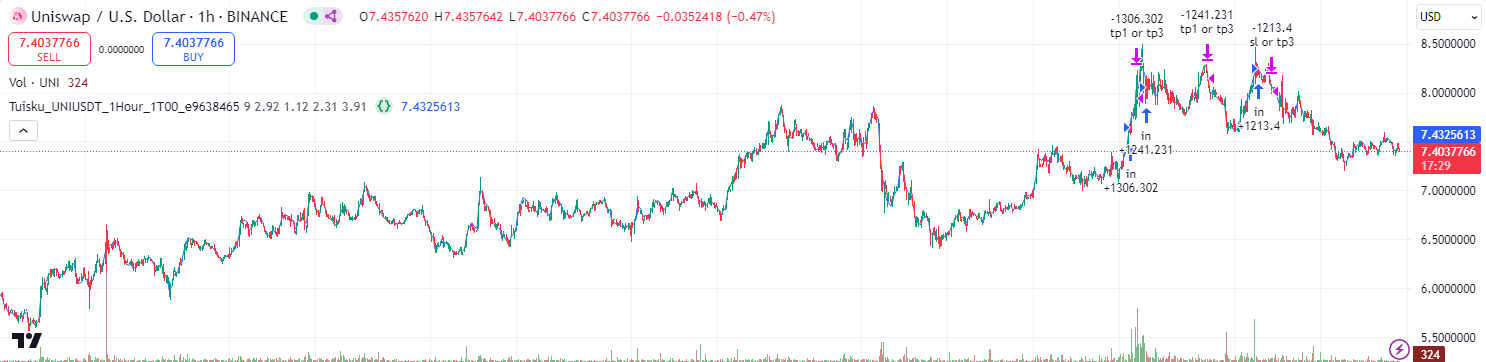 Uniswap / U.S. Dollar · 1h · BINANCE
O7.4357620 H7.4357642 L7.4037766 C7.4037766 −0.0352418 (−0.47%)
USD
7.4037766
SELL
0.0000000
7.4037766
BUY
Vol · UNI 324
Tuisku_UNIUSDT_1Hour_1T00_e9638465 9 2.92 1.12 2.31 3.91 {} 7.4325613
-1306.302
tp1 or tp3
-1241.231
tp1 or tp3
-1213.4
sl or tp3
in
+1213.4
in
+1241.231
in
+1306.302
8.5000000
8.0000000
7.4325613
7.4037766
17:29
7.0000000
6.5000000
6.0000000
5.5000000
324